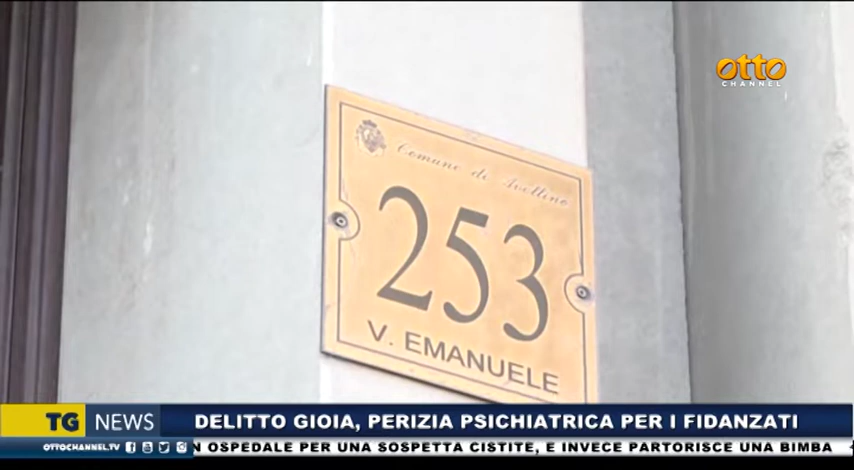 otto
CHANNEL
Comune di Avellino
253
V. EMANUELE
TG NEWS
DELITTO GIOIA, PERIZIA PSICHIATRICA PER I FIDANZATI
OTTOCHANNEL.TV
N OSPEDALE PER UNA SOSPETTA CISTITE, E INVECE PARTORISCE UNA BIMBA